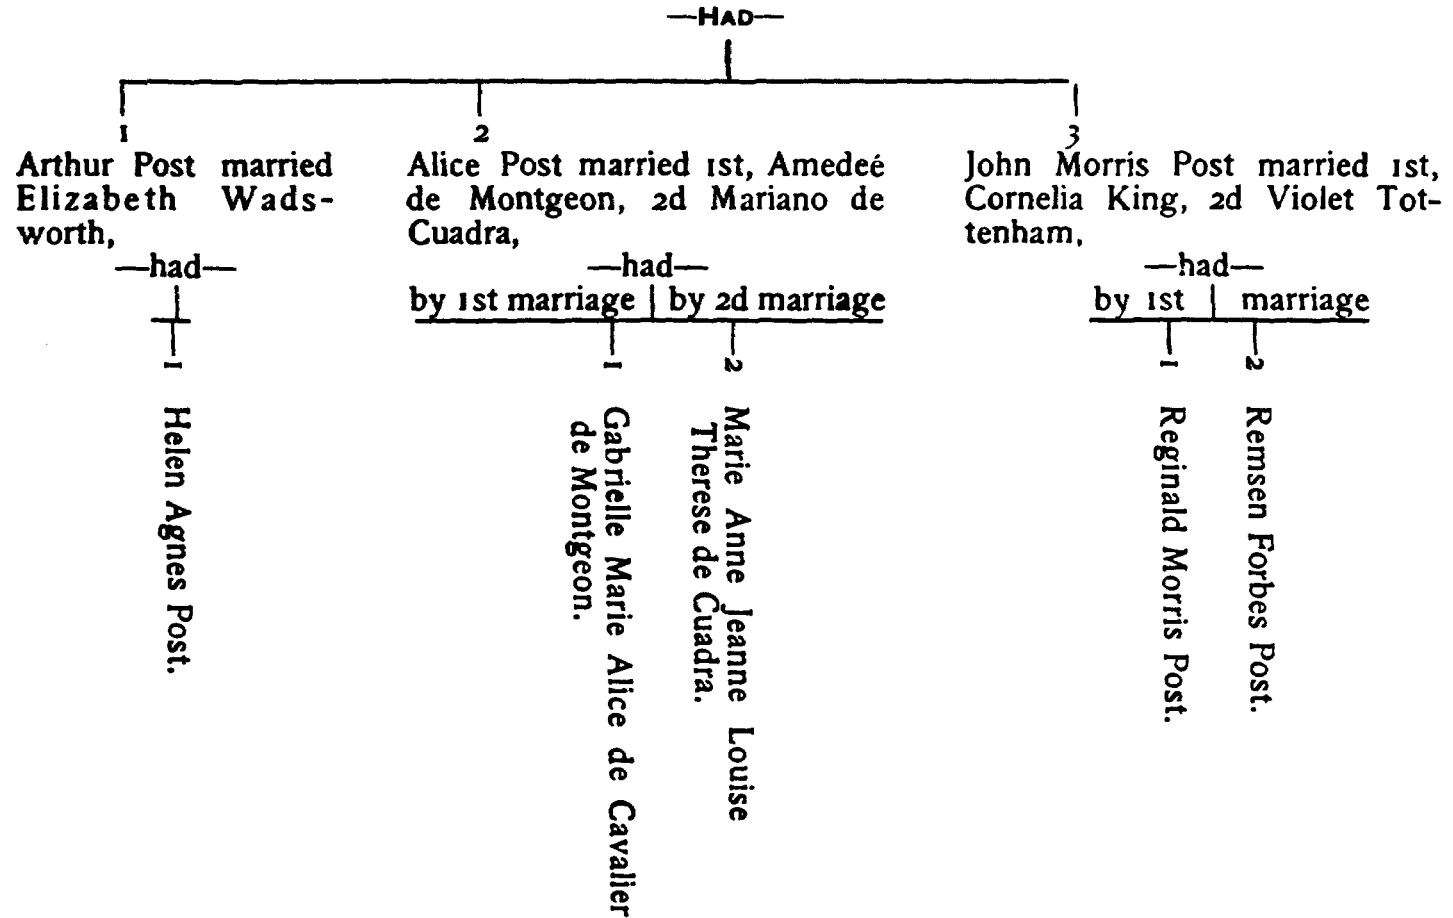 —HAD—
1
Arthur Post married
Elizabeth Wads-
worth,
—had—
1
Helen Agnes Post.
2
Alice Post married 1st, Amedeé
de Montgeon, 2d Mariano de
Cuadra,
—had—
by 1st marriage | by 2d marriage
1
Gabrielle Marie Alice de Cavalier
de Montgeon.
2
Marie Anne Jeanne Louise
Therese de Cuadra.
3
John Morris Post married 1st,
Cornelia King, 2d Violet Tot-
tenham,
—had—
by 1st | marriage
1
Reginald Morris Post.
2
Remsen Forbes Post.